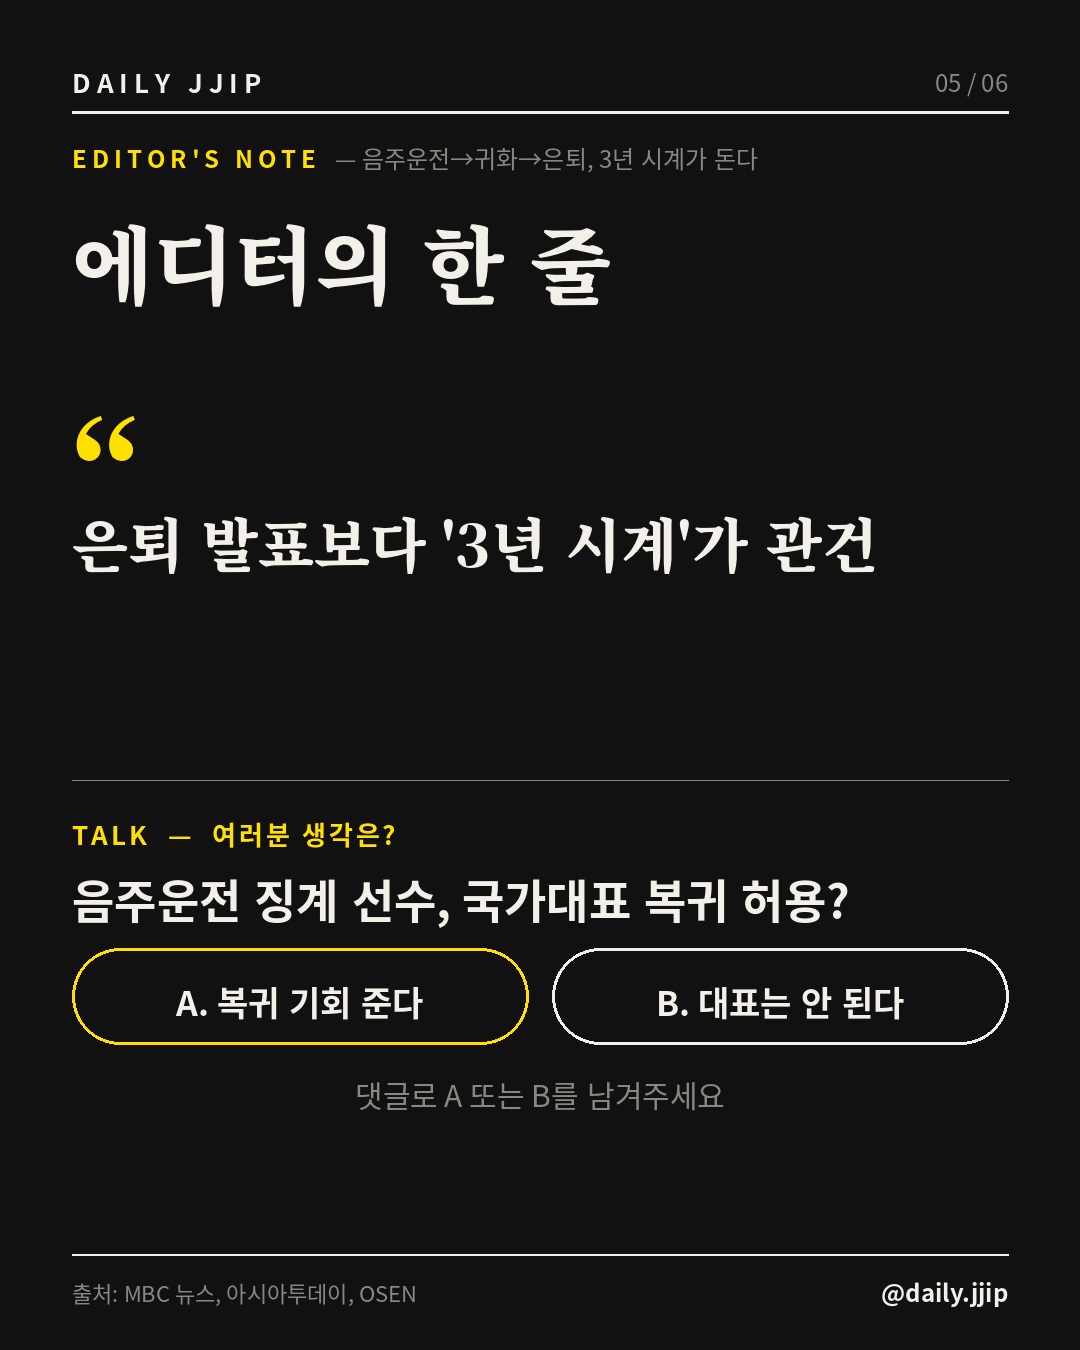 DAILY JJIP
05 / 06
EDITOR'S NOTE — 음주운전→귀화→은퇴, 3년 시계가 돈다
에디터의 한 줄
“
은퇴 발표보다 '3년 시계'가 관건
TALK — 여러분 생각은?
음주운전 징계 선수, 국가대표 복귀 허용?
A. 복귀 기회 준다
B. 대표는 안 된다
댓글로 A 또는 B를 남겨주세요
출처: MBC 뉴스, 아시아투데이, OSEN
@daily.jjip